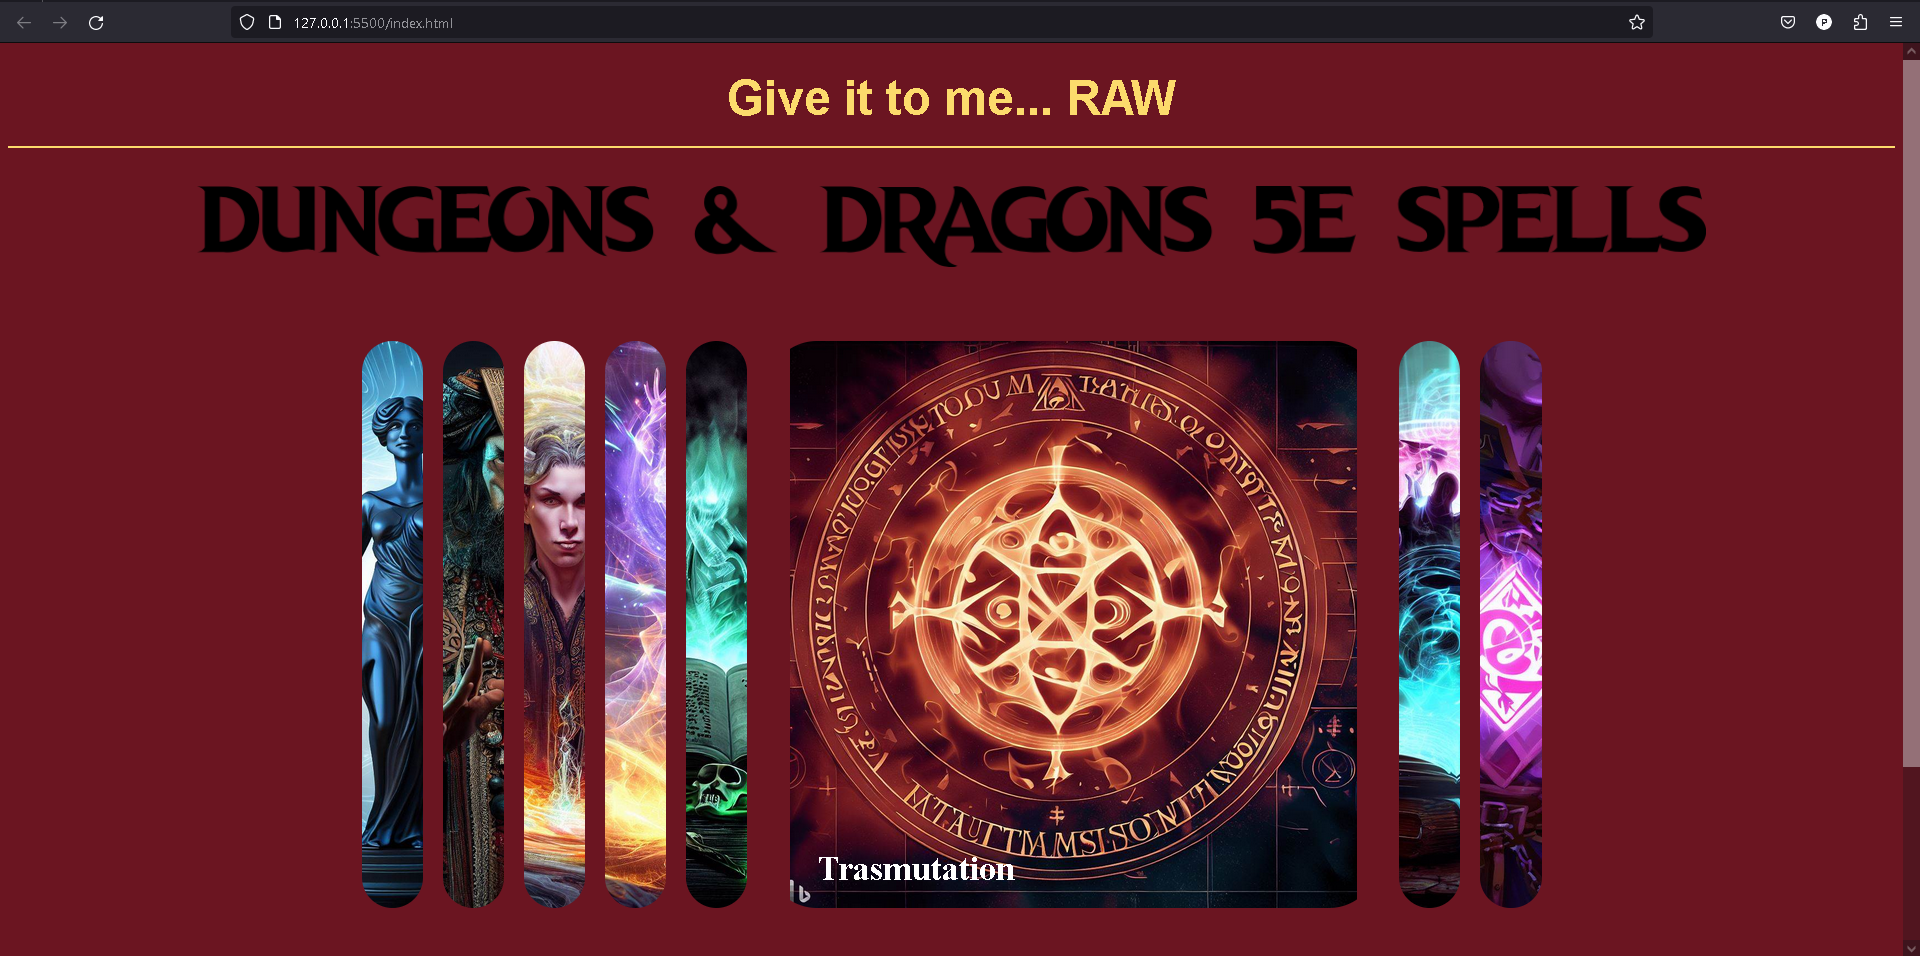 127.0.0.1:5500/index.html
P
Give it to me... RAW
DUNGEONS & DRAGONS 5E SPELLS
Trasmutation
b